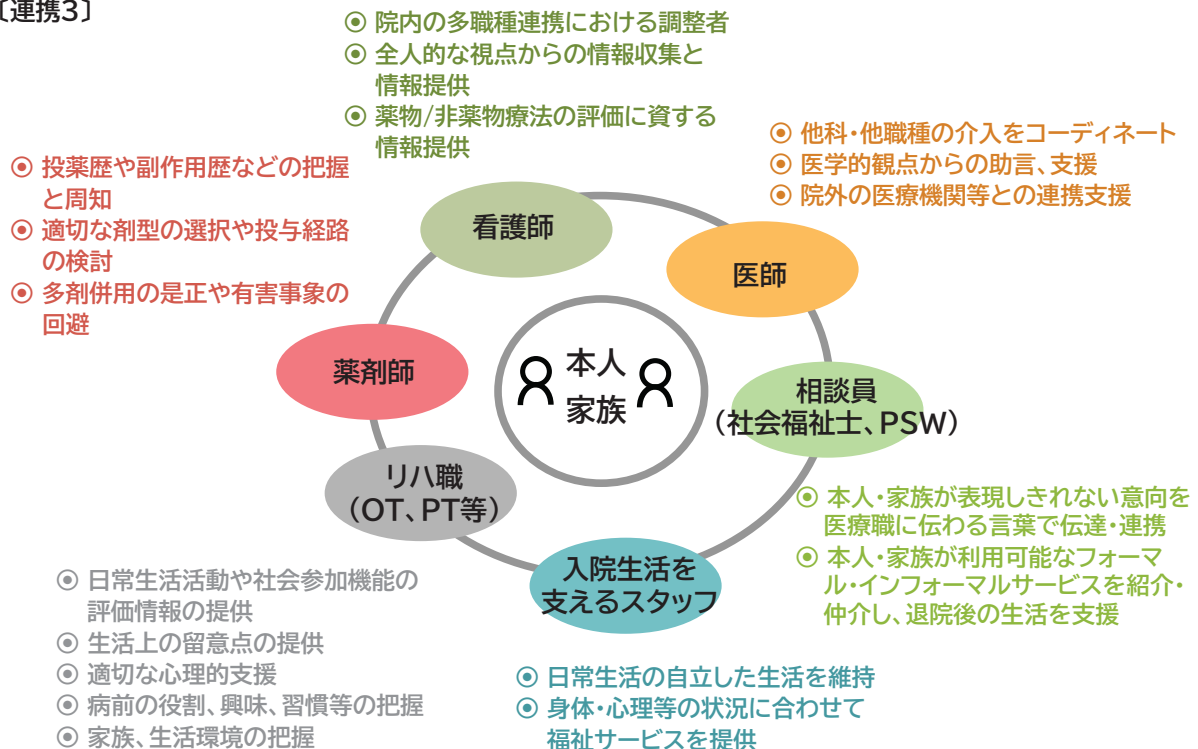 〔連携3〕
◉ 院内の多職種連携における調整者
◉ 全人的な視点からの情報収集と
情報提供
◉ 薬物/非薬物療法の評価に資する
情報提供
◉ 他科・他職種の介入をコーディネート
◉ 医学的観点からの助言、支援
◉ 院外の医療機関等との連携支援
◉ 投薬歴や副作用歴などの把握
と周知
◉ 適切な剤型の選択や投与経路
の検討
◉ 多剤併用の是正や有害事象の
回避
看護師
医師
薬剤師
本人
家族
相談員
（社会福祉士、PSW）
リハ職
（OT、PT等）
入院生活を
支えるスタッフ
◉ 本人・家族が表現しきれない意向を
医療職に伝わる言葉で伝達・連携
◉ 本人・家族が利用可能なフォーマ
ル・インフォーマルサービスを紹介・
仲介し、退院後の生活を支援
◉ 日常生活活動や社会参加機能の
評価情報の提供
◉ 生活上の留意点の提供
◉ 適切な心理的支援
◉ 病前の役割、興味、習慣等の把握
◉ 家族、生活環境の把握
◉ 日常生活の自立した生活を維持
◉ 身体・心理等の状況に合わせて
福祉サービスを提供